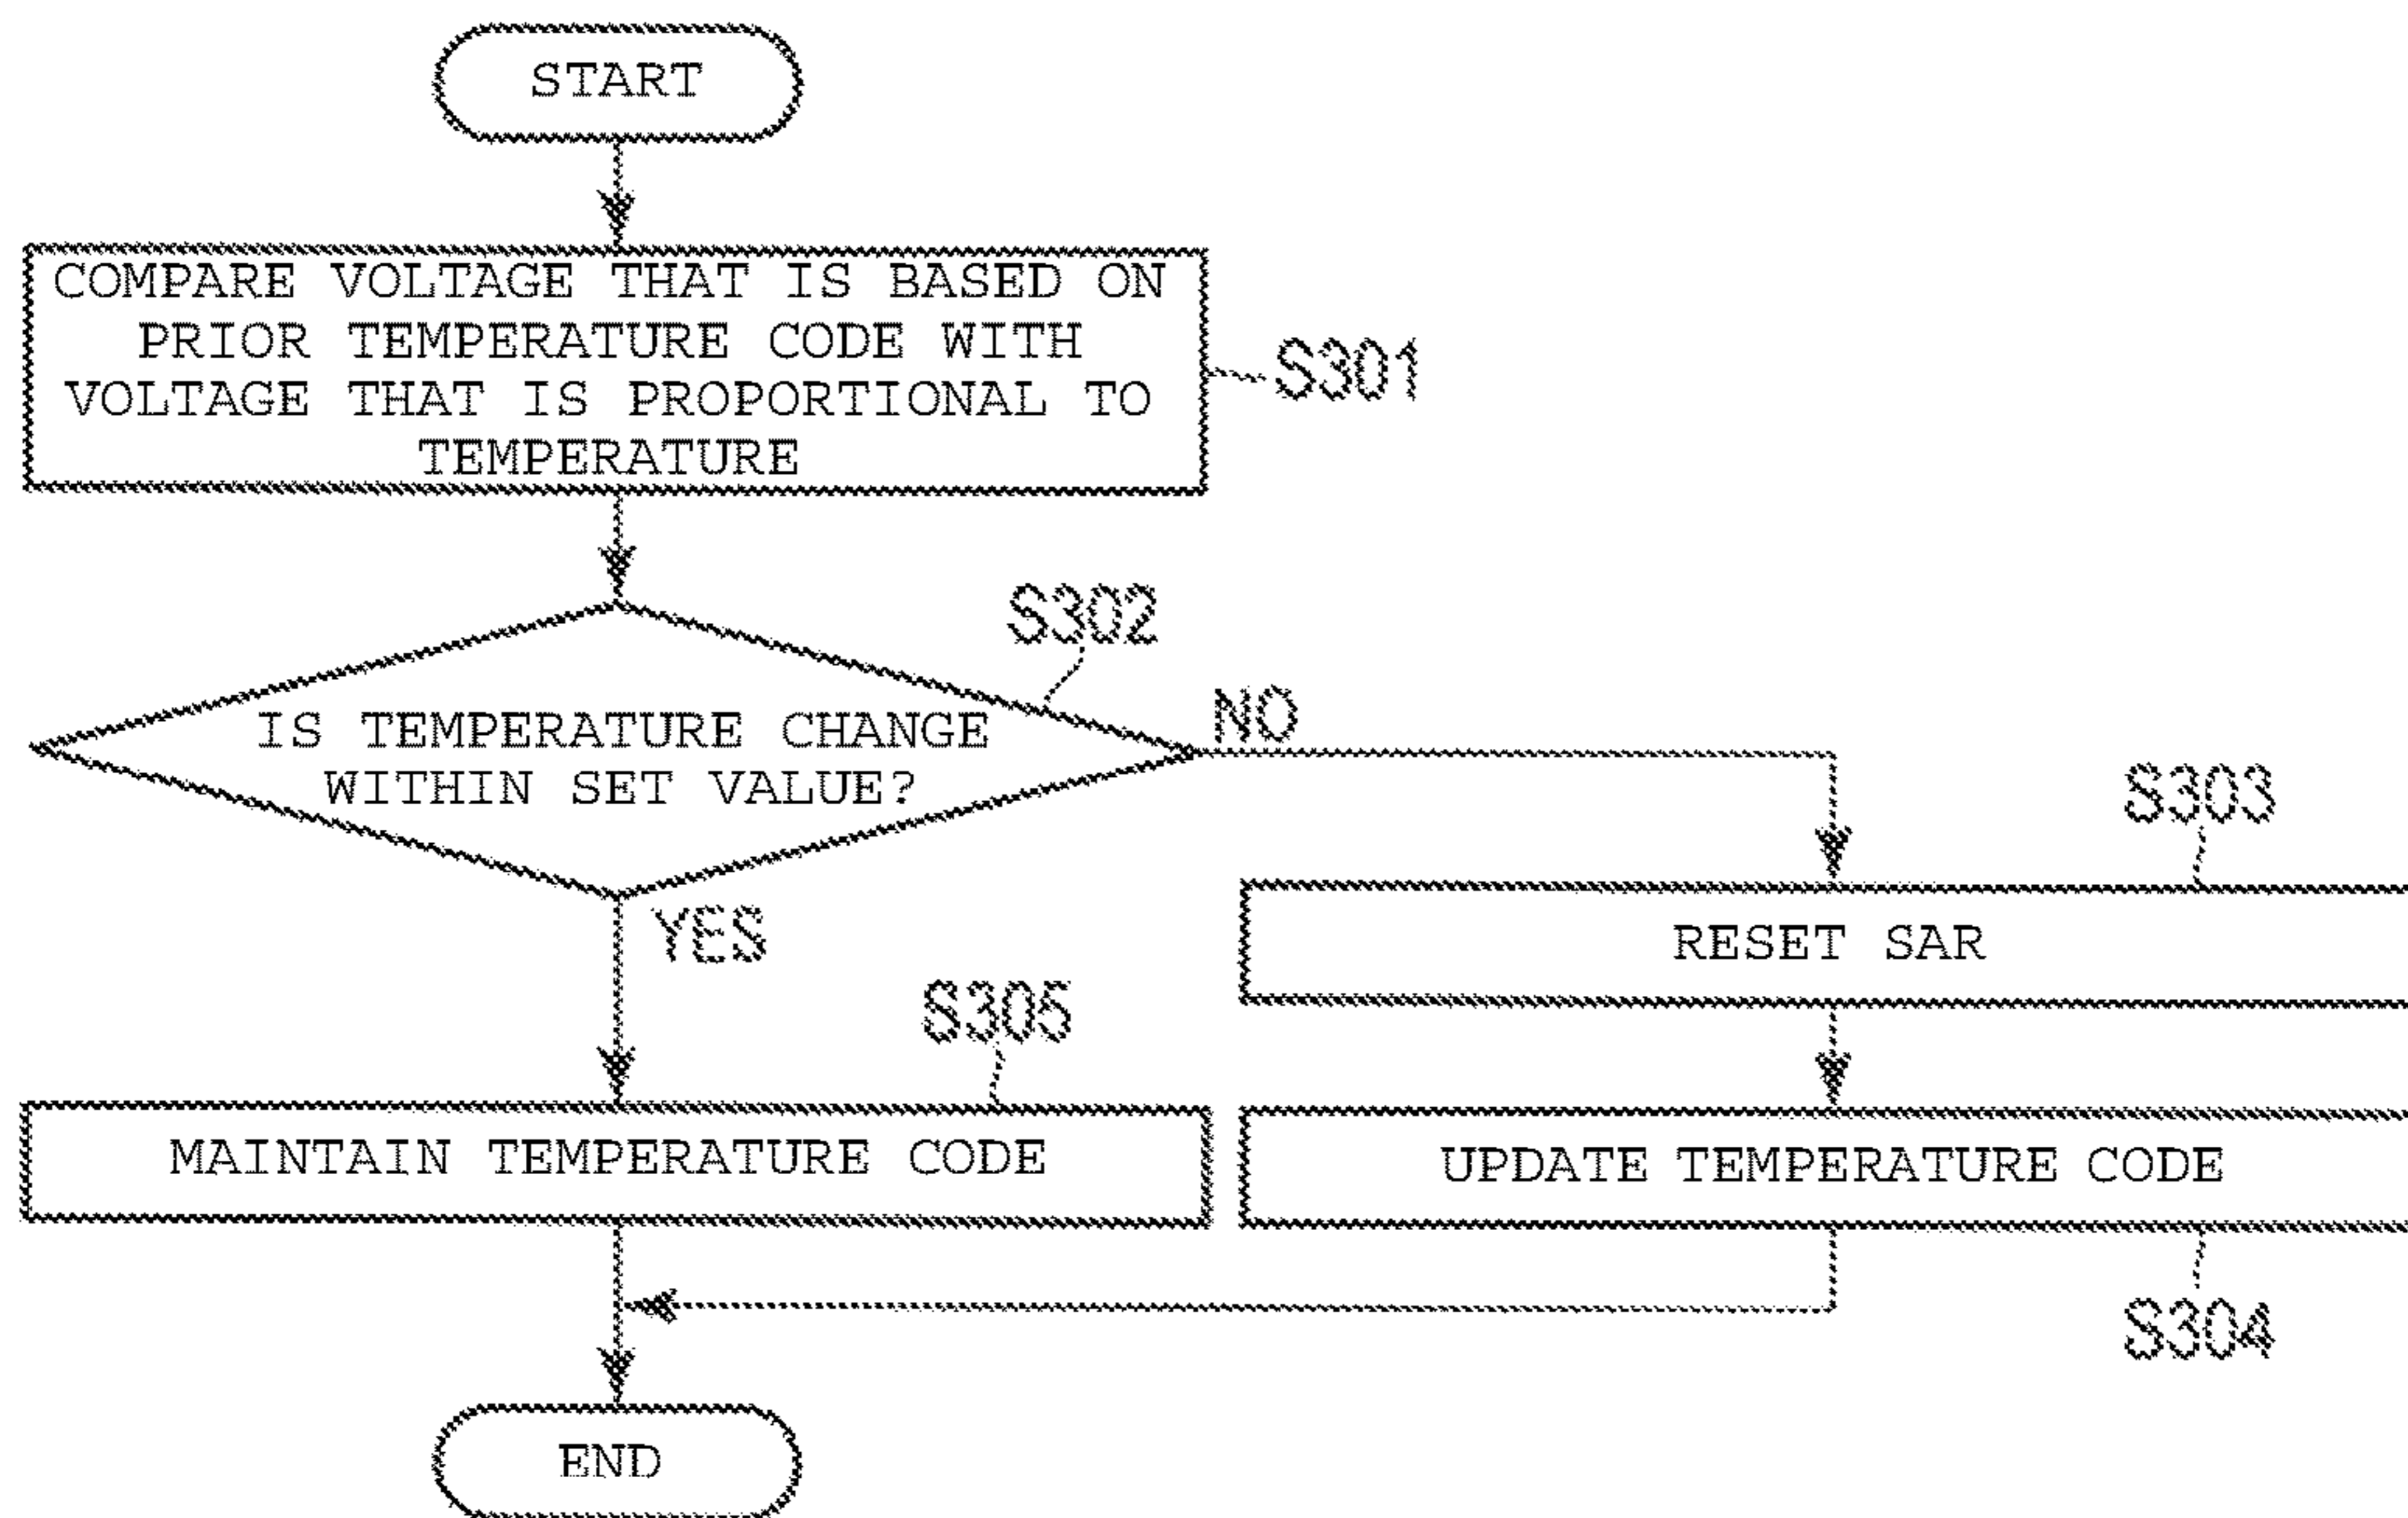 START
COMPARE VOLTAGE THAT IS BASED ON
PRIOR TEMPERATURE CODE WITH
VOLTAGE THAT IS PROPORTIONAL TO
TEMPERATURE
S301
S302
IS TEMPERATURE CHANGE
WITHIN SET VALUE?
NO
YES
S303
RESET SAR
S305
MAINTAIN TEMPERATURE CODE
UPDATE TEMPERATURE CODE
S304
END